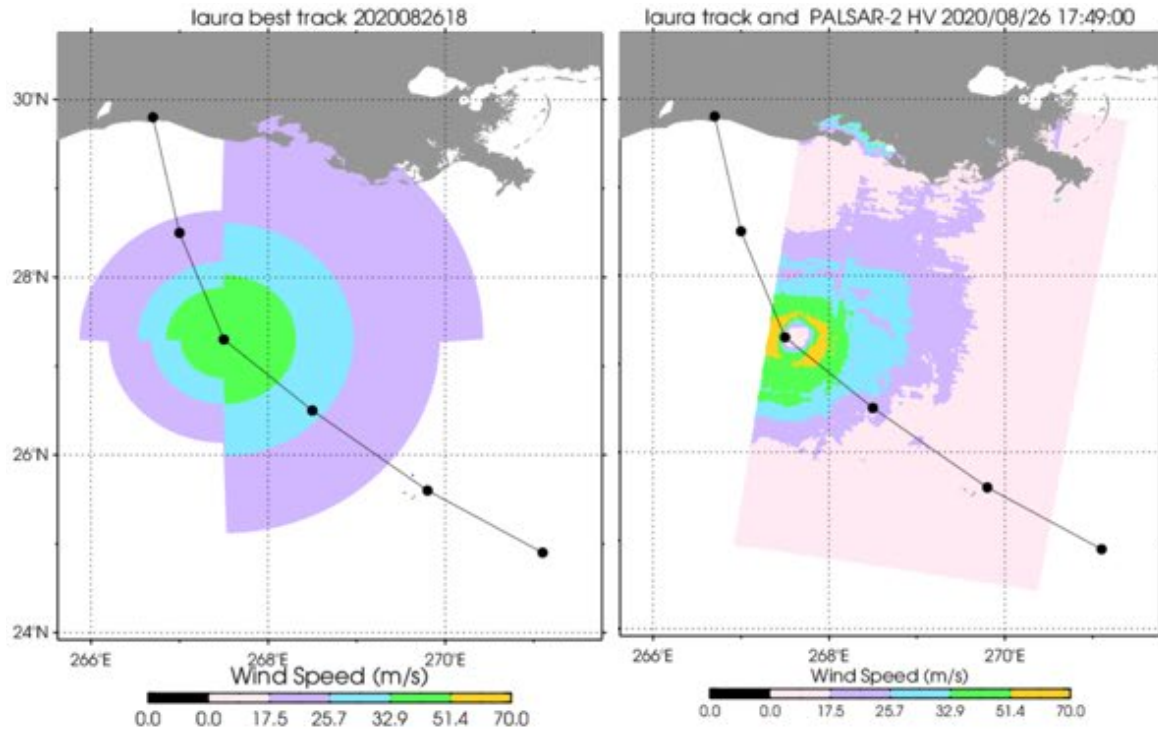 laura best track 2020082618
30°N
28°N
26°N
24°N
266°E 268°E 270°E
Wind Speed (m/s)
0.0 0.0 17.5 25.7 32.9 51.4 70.0
laura track and PALSAR-2 HV 2020/08/26 17:49:00
266°E 268°E 270°E
Wind Speed (m/s)
0.0 0.0 17.5 25.7 32.9 51.4 70.0